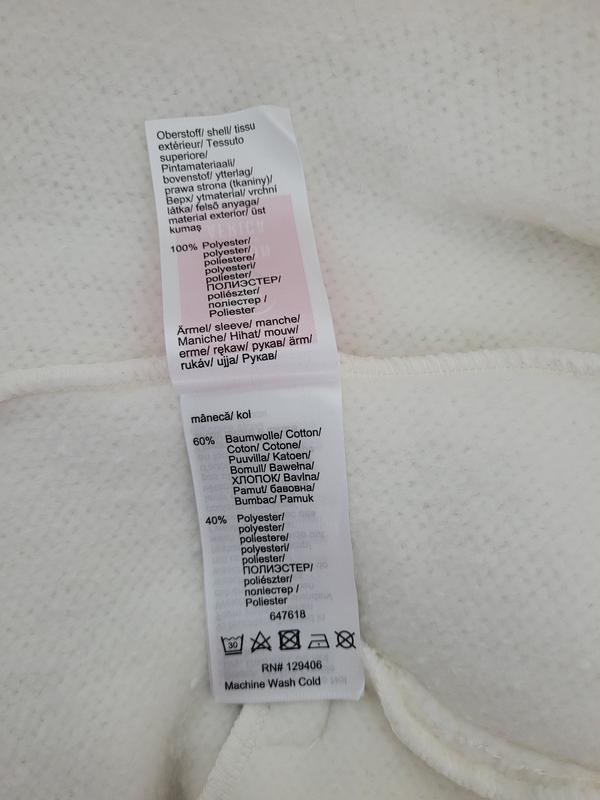 Oberstoff/ shell/ tissu
extérieur/ Tessuto
superiore/
Pintamateriaali/
bovenstof/ ytterlag/
prawa strona (tkaniny)/
Верх/ ytmaterial/ vrchní
látka/ felső anyaga/
material exterior/ üst
kumaş
100% Polyester/
polyester/
poliestere/
polyesteri/
poliester/
ПОЛИЭСТЕР/
poliészter/
поліестер /
Poliester
Ärmel/ sleeve/ manche/
Maniche/ Hihat/ mouw/
erme/ rękaw/ рукав/ ärm/
rukáv/ ujja/ Рукав/
mânecă/ kol
60% Baumwolle/ Cotton/
Coton/ Cotone/
Puuvilla/ Katoen/
Bomull/ Bawełna/
ХЛОПОК/ Bavlna/
Pamut/ бавовна/
Bumbac/ Pamuk
40% Polyester/
polyester/
poliestere/
polyesteri/
poliester/
ПОЛИЭСТЕР/
poliészter/
поліестер /
Poliester
647618
30
RN# 129406
Machine Wash Cold